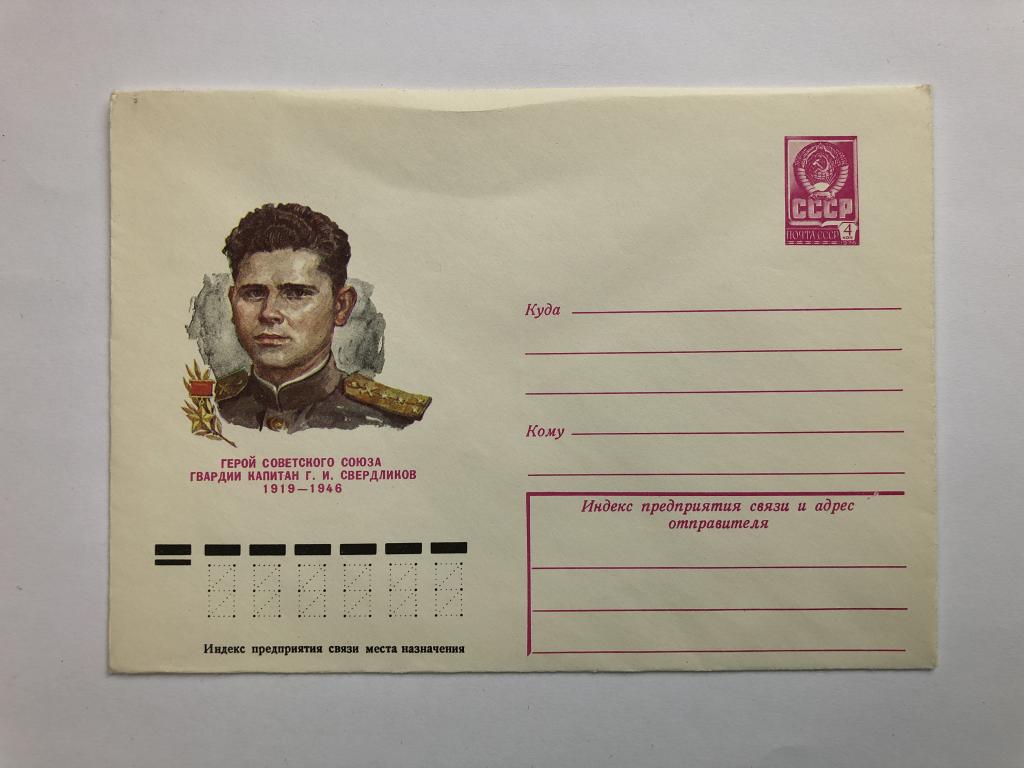 СССР
ПОЧТА СССР 4
КОП
Куда
ГЕРОЙ СОВЕТСКОГО СОЮЗА
ГВАРДИИ КАПИТАН Г. И. СВЕРДЛИКОВ
1919—1946
Кому
Индекс предприятия связи и адрес
отправителя
Индекс предприятия связи места назначения